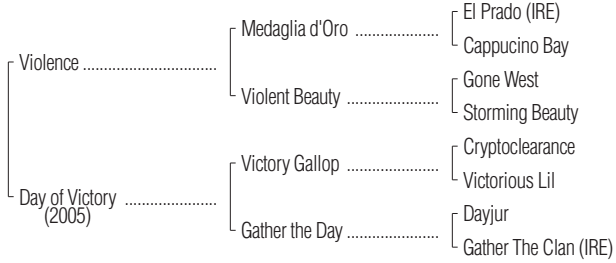 El Prado (IRE)
Medaglia d'Oro ....................
Cappucino Bay
Violence ................................
Gone West
Violent Beauty ......................
Storming Beauty
Cryptoclearance
Victory Gallop ......................
Victorious Lil
Day of Victory ......................
(2005)
Dayjur
Gather the Day ......................
Gather The Clan (IRE)